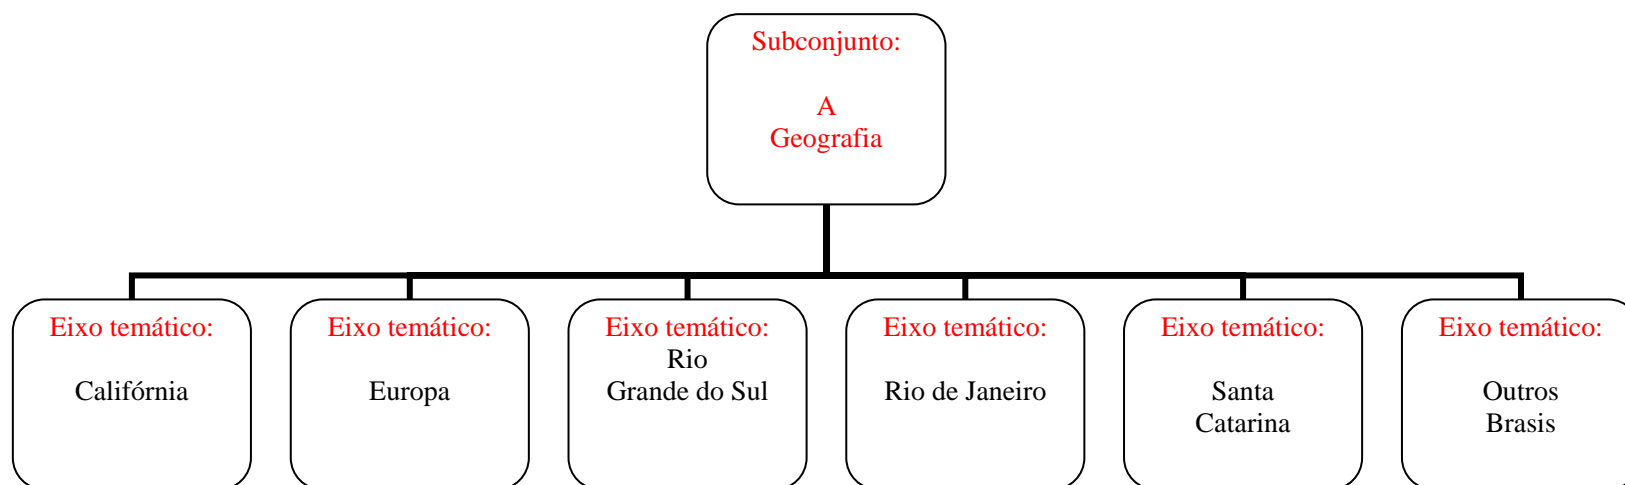 Subconjunto:
A
Geografia
Eixo temático:
Califórnia
Eixo temático:
Europa
Eixo temático:
Rio
Grande do Sul
Eixo temático:
Rio de Janeiro
Eixo temático:
Santa
Catarina
Eixo temático:
Outros
Brasis